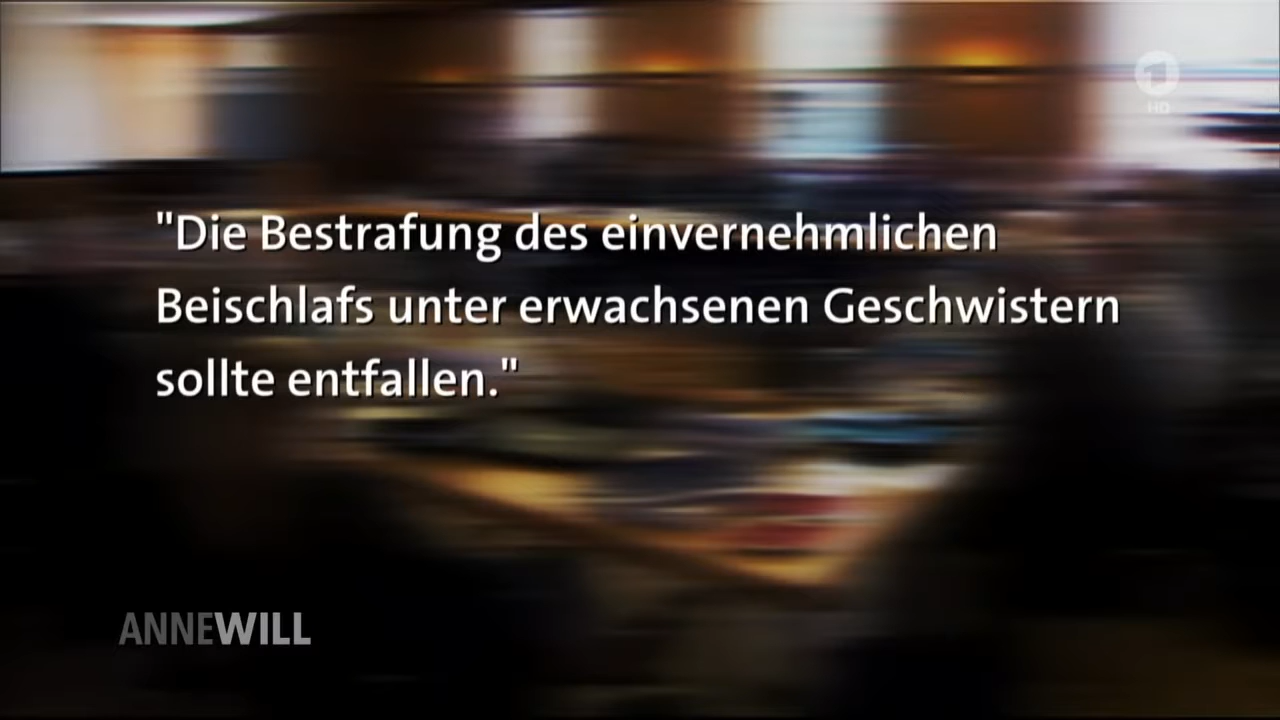 1
HD
"Die Bestrafung des einvernehmlichen
Beischlafs unter erwachsenen Geschwistern
sollte entfallen."
ANNEWILL